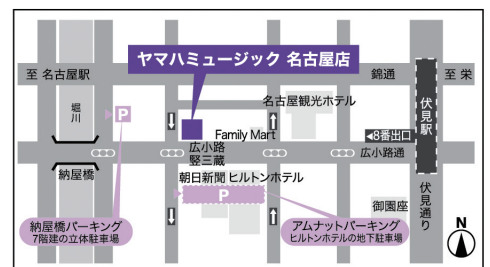 ヤマハミュージック 名古屋店
至 名古屋駅
錦通
至 栄
堀川
P
名古屋観光ホテル
伏見駅
Family Mart
◀8番出口
広小路
竪三蔵
広小路通
納屋橋
朝日新聞 ヒルトンホテル
P
御園座
伏見通り
納屋橋パーキング
7階建の立体駐車場
アムナットパーキング
ヒルトンホテルの地下駐車場
N